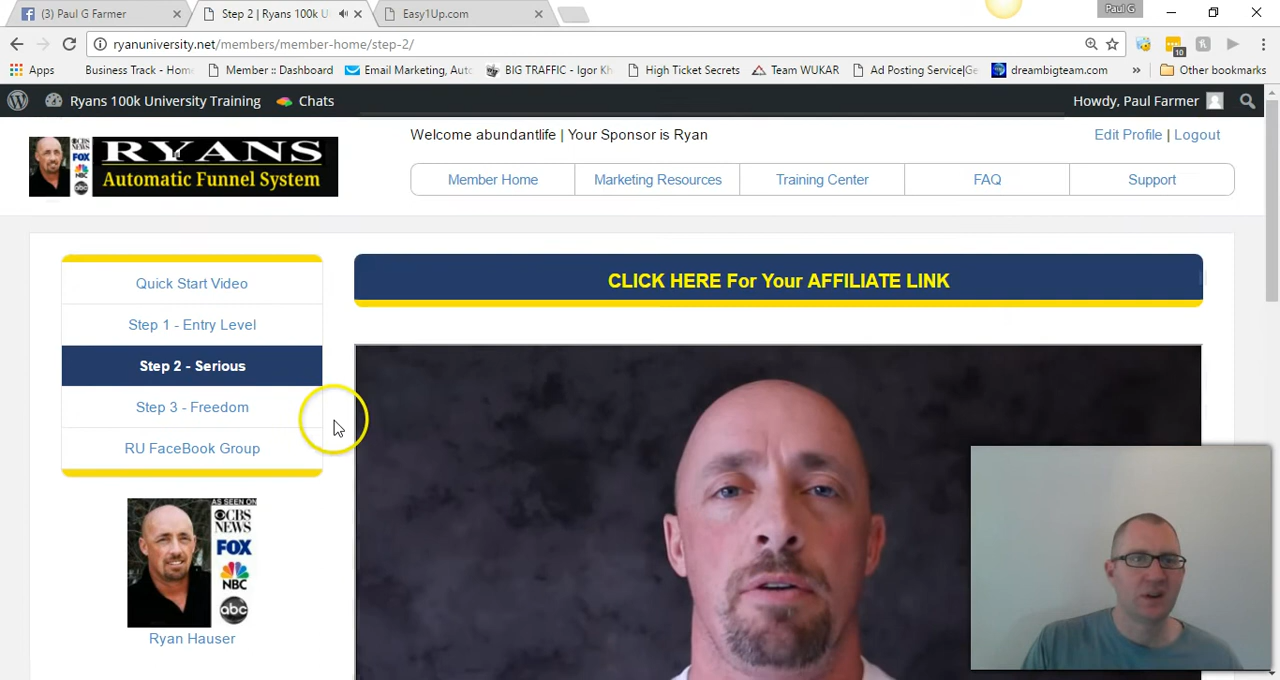 (3) Paul G Farmer
Step 2 | Ryans 100k U
Easy1Up.com
Paul G
ryanuniversity.net/members/member-home/step-2/
10
Apps
Business Track - Home
Member :: Dashboard
Email Marketing, Auto
BIG TRAFFIC - Igor Kh
High Ticket Secrets
Team WUKAR
Ad Posting Service|Ge
dreambigteam.com
»
Other bookmarks
Ryans 100k University Training
Chats
Howdy, Paul Farmer
CBS NEWS
FOX
NBC
abc
RYANS
Automatic Funnel System
Welcome abundantlife | Your Sponsor is Ryan
Edit Profile | Logout
Member Home
Marketing Resources
Training Center
FAQ
Support
Quick Start Video
Step 1 - Entry Level
Step 2 - Serious
Step 3 - Freedom
RU FaceBook Group
CLICK HERE For Your AFFILIATE LINK
AS SEEN ON
CBS
NEWS
FOX
NBC
abc
Ryan Hauser